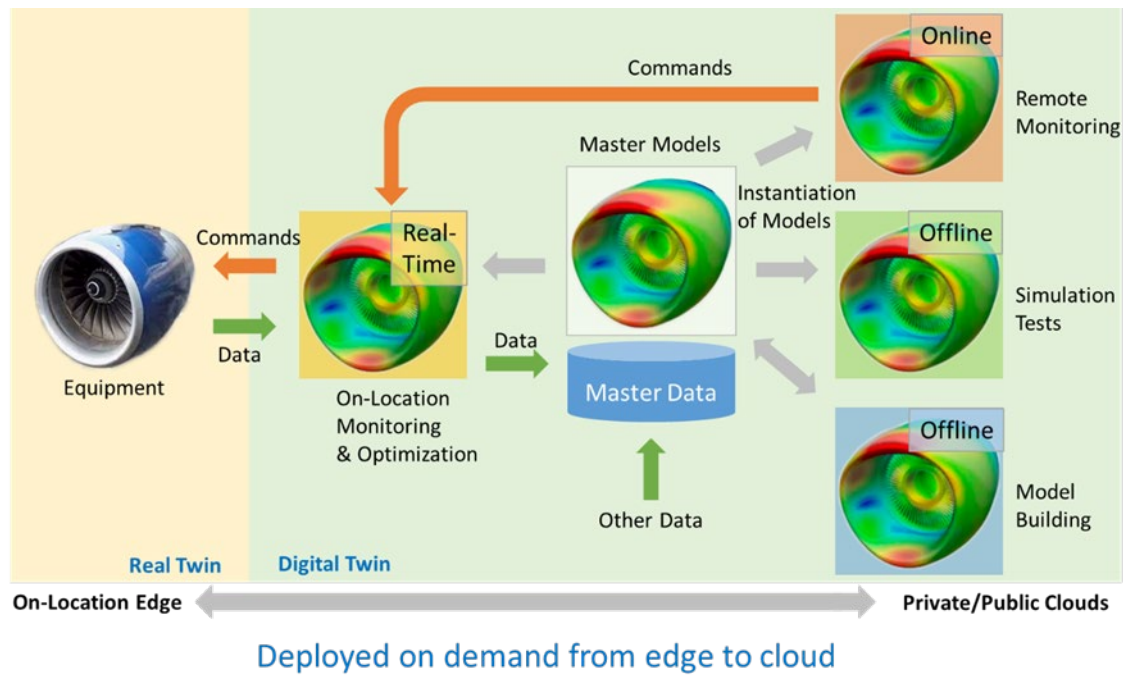 Online
Commands
Remote
Monitoring
Master Models
Instantiation
of Models
Real-
Time
Offline
Commands
Simulation
Tests
Data
Data
Equipment
Master Data
On-Location
Monitoring
& Optimization
Offline
Model
Building
Other Data
Real Twin
Digital Twin
On-Location Edge
Private/Public Clouds
Deployed on demand from edge to cloud